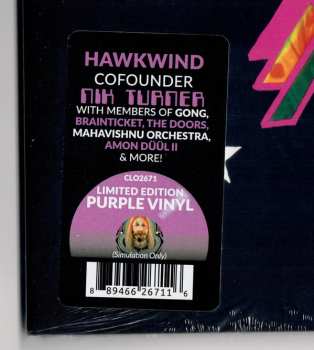 HAWKWIND
COFOUNDER
NIK TURNER
WITH MEMBERS OF GONG,
BRAINTICKET, THE DOORS,
MAHAVISHNU ORCHESTRA,
AMON DÜÜL II
& MORE!
CLO2671
LIMITED EDITION
PURPLE VINYL
(Simulation Only)
8 89466 26711 6